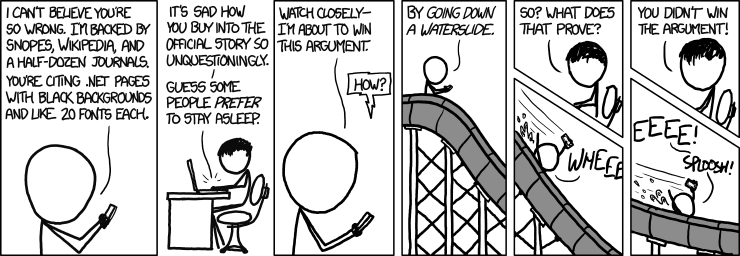 I CAN'T BELIEVE YOU'RE
SO WRONG. I'M BACKED BY
SNOPES, WIKIPEDIA, AND
A HALF-DOZEN JOURNALS.
YOU'RE CITING .NET PAGES
WITH BLACK BACKGROUNDS
AND LIKE 20 FONTS EACH.
IT'S SAD HOW
YOU BUY INTO THE
OFFICIAL STORY SO
UNQUESTIONINGLY.
GUESS SOME
PEOPLE PREFER
TO STAY ASLEEP.
WATCH CLOSELY—
I'M ABOUT TO WIN
THIS ARGUMENT.
HOW?
BY GOING DOWN
A WATERSLIDE.
SO? WHAT DOES
THAT PROVE?
WHEEE
YOU DIDN'T WIN
THE ARGUMENT!
EEEE!
SPLOOSH!